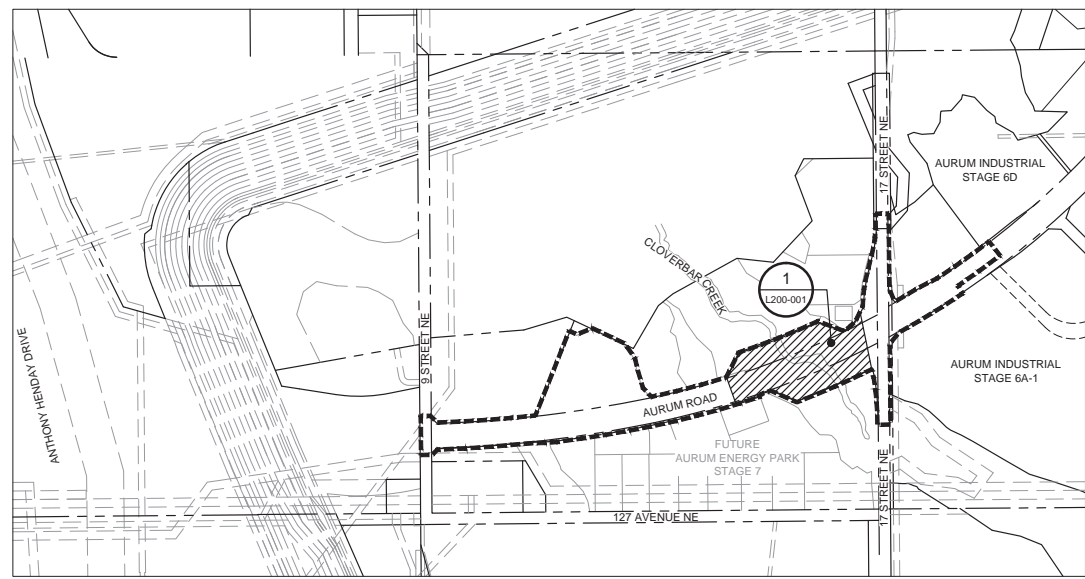 17 STREET NE
AURUM INDUSTRIAL
STAGE 6D
CLOVERBAR CREEK
1
L200-001
ANTHONY HENDAY DRIVE
9 STREET NE
AURUM INDUSTRIAL
STAGE 6A-1
AURUM ROAD
FUTURE
AURUM ENERGY PARK
STAGE 7
17 STREET NE
127 AVENUE NE